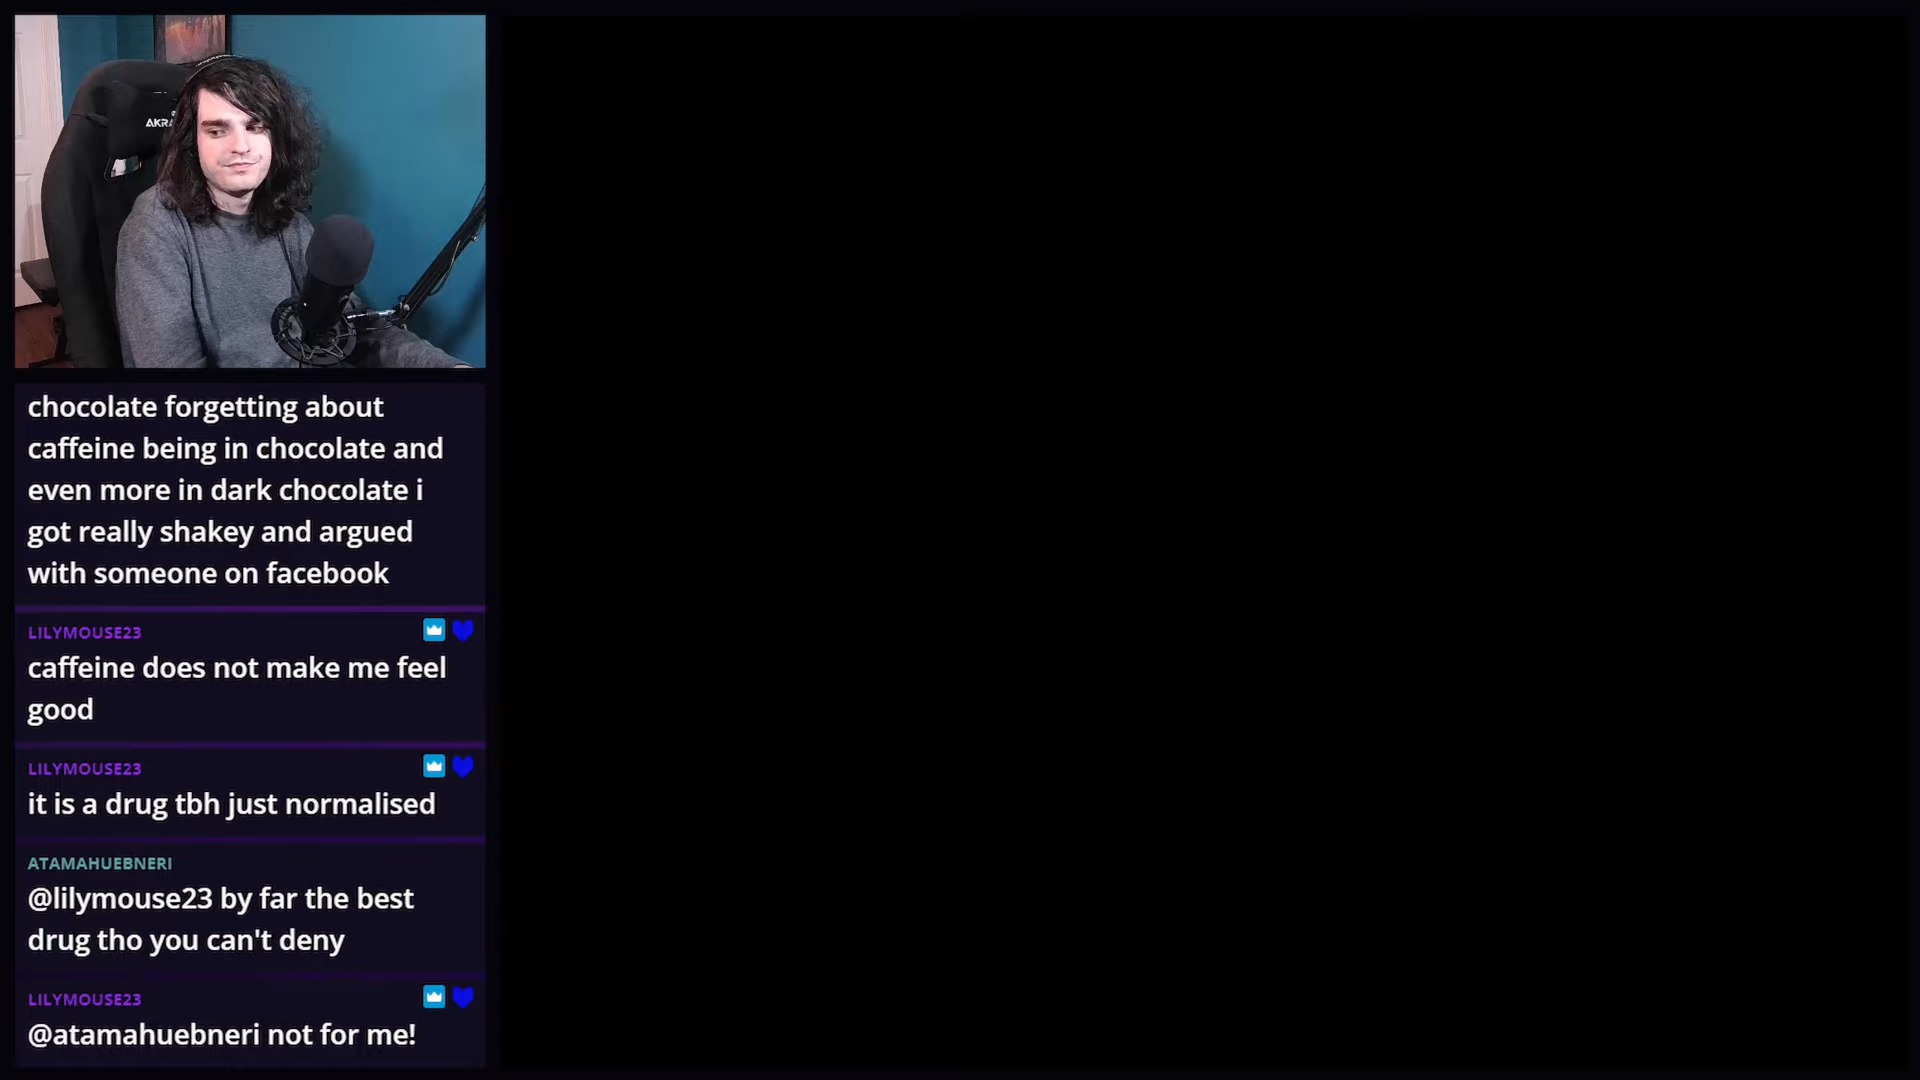 AKRA
chocolate forgetting about
caffeine being in chocolate and
even more in dark chocolate i
got really shakey and argued
with someone on facebook
LILYMOUSE23
caffeine does not make me feel
good
LILYMOUSE23
it is a drug tbh just normalised
ATAMAHUEBNERI
@lilymouse23 by far the best
drug tho you can't deny
LILYMOUSE23
@atamahuebneri not for me!